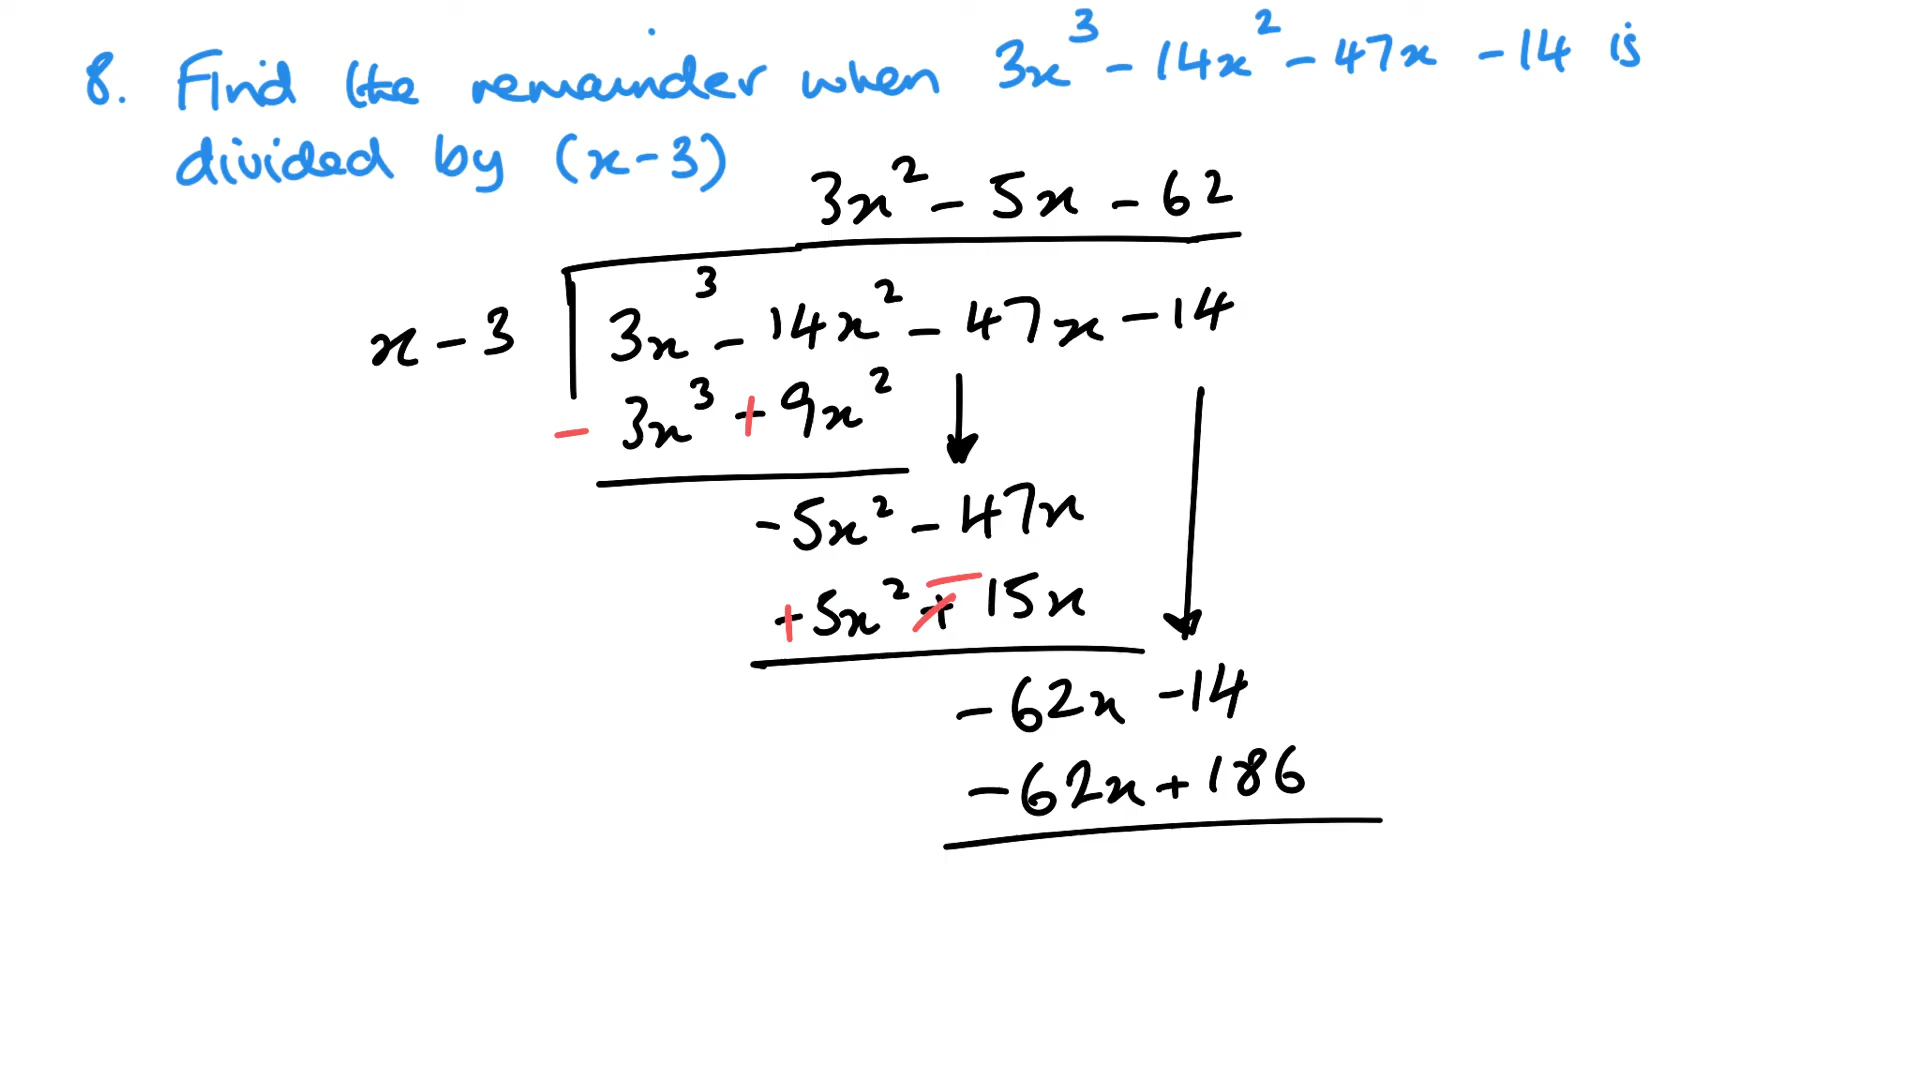 8. Find the remainder when 3x³ - 14x² - 47x - 14 is
divided by (x-3)
3x² - 5x - 62
x - 3 | 3x³ - 14x² - 47x - 14
- 3x³ + 9x²
-5x² - 47x
+ 5x² - 15x
- 62x - 14
- 62x + 186